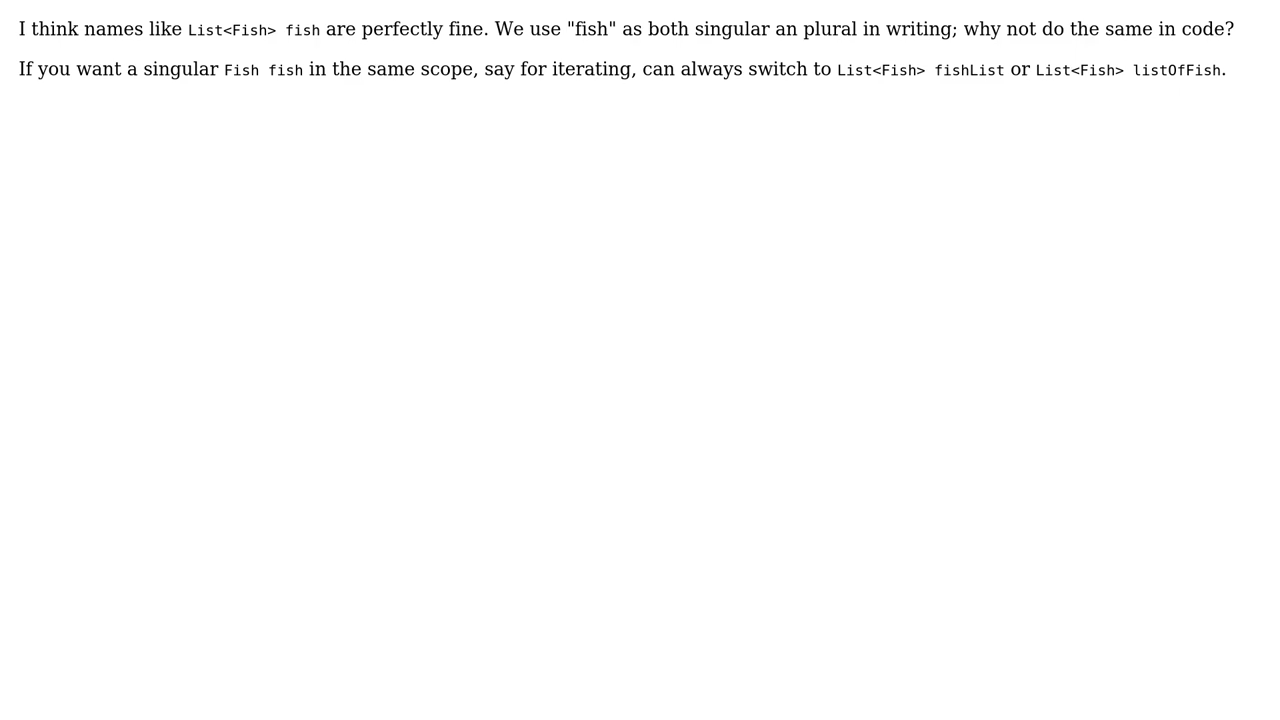 I think names like List<Fish> fish are perfectly fine. We use "fish" as both singular an plural in writing; why not do the same in code?
If you want a singular Fish fish in the same scope, say for iterating, can always switch to List<Fish> fishList or List<Fish> listOfFish.